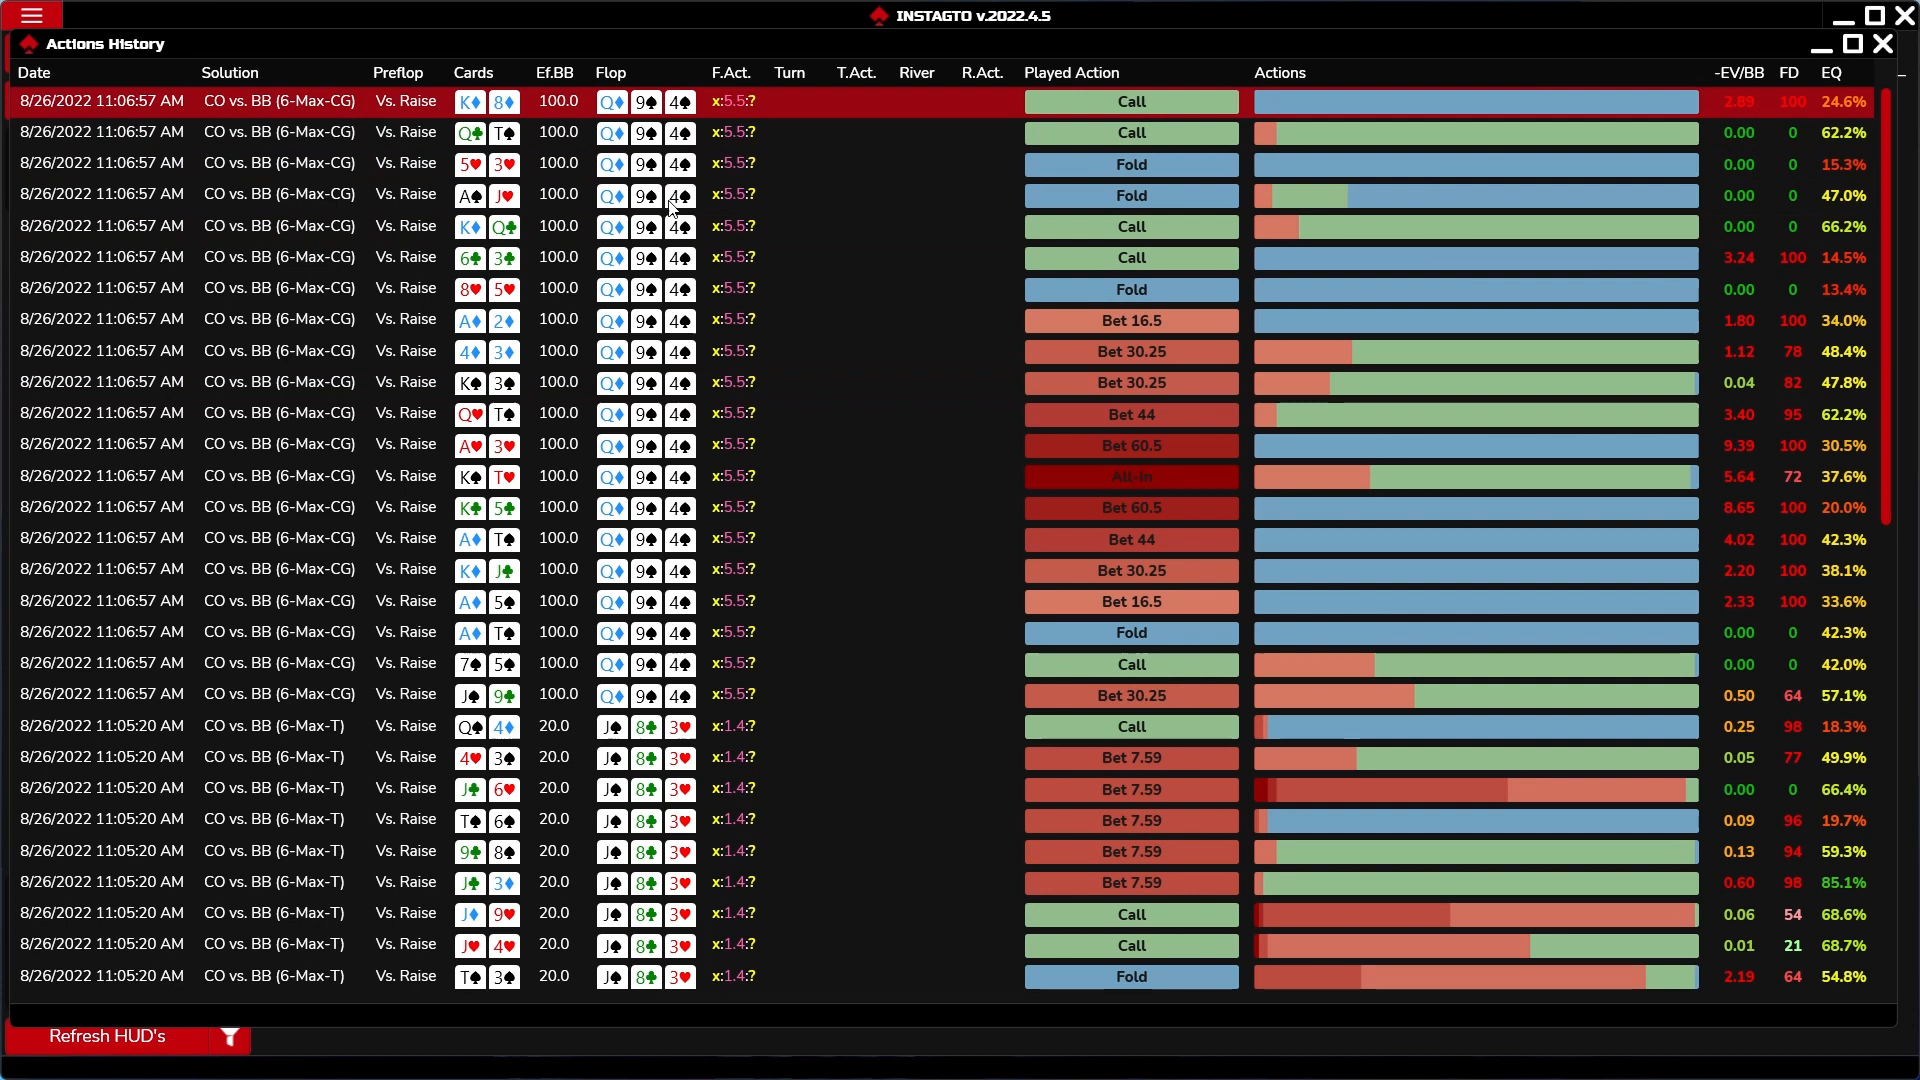 INSTAGTO v.2022.4.5
Actions History
Date Solution Preflop Cards Ef.BB Flop F.Act. Turn T.Act. River R.Act. Played Action Actions -EV/BB FD EQ
8/26/2022 11:06:57 AM CO vs. BB (6-Max-CG) Vs. Raise K♦ 8♦ 100.0 Q♦ 9♠ 4♠ x:5.5:? Call 2.89 100 24.6%
8/26/2022 11:06:57 AM CO vs. BB (6-Max-CG) Vs. Raise Q♣ T♠ 100.0 Q♦ 9♠ 4♠ x:5.5:? Call 0.00 0 62.2%
8/26/2022 11:06:57 AM CO vs. BB (6-Max-CG) Vs. Raise 5♥ 3♥ 100.0 Q♦ 9♠ 4♠ x:5.5:? Fold 0.00 0 15.3%
8/26/2022 11:06:57 AM CO vs. BB (6-Max-CG) Vs. Raise A♠ J♥ 100.0 Q♦ 9♠ 4♠ x:5.5:? Fold 0.00 0 47.0%
8/26/2022 11:06:57 AM CO vs. BB (6-Max-CG) Vs. Raise K♦ Q♣ 100.0 Q♦ 9♠ 4♠ x:5.5:? Call 0.00 0 66.2%
8/26/2022 11:06:57 AM CO vs. BB (6-Max-CG) Vs. Raise 6♣ 3♣ 100.0 Q♦ 9♠ 4♠ x:5.5:? Call 3.24 100 14.5%
8/26/2022 11:06:57 AM CO vs. BB (6-Max-CG) Vs. Raise 8♥ 5♥ 100.0 Q♦ 9♠ 4♠ x:5.5:? Fold 0.00 0 13.4%
8/26/2022 11:06:57 AM CO vs. BB (6-Max-CG) Vs. Raise A♦ 2♦ 100.0 Q♦ 9♠ 4♠ x:5.5:? Bet 16.5 1.80 100 34.0%
8/26/2022 11:06:57 AM CO vs. BB (6-Max-CG) Vs. Raise 4♦ 3♦ 100.0 Q♦ 9♠ 4♠ x:5.5:? Bet 30.25 1.12 78 48.4%
8/26/2022 11:06:57 AM CO vs. BB (6-Max-CG) Vs. Raise K♠ 3♠ 100.0 Q♦ 9♠ 4♠ x:5.5:? Bet 30.25 0.04 82 47.8%
8/26/2022 11:06:57 AM CO vs. BB (6-Max-CG) Vs. Raise Q♥ T♠ 100.0 Q♦ 9♠ 4♠ x:5.5:? Bet 44 3.40 95 62.2%
8/26/2022 11:06:57 AM CO vs. BB (6-Max-CG) Vs. Raise A♥ 3♥ 100.0 Q♦ 9♠ 4♠ x:5.5:? Bet 60.5 9.39 100 30.5%
8/26/2022 11:06:57 AM CO vs. BB (6-Max-CG) Vs. Raise K♠ T♥ 100.0 Q♦ 9♠ 4♠ x:5.5:? All-In 5.64 72 37.6%
8/26/2022 11:06:57 AM CO vs. BB (6-Max-CG) Vs. Raise K♣ 5♣ 100.0 Q♦ 9♠ 4♠ x:5.5:? Bet 60.5 8.65 100 20.0%
8/26/2022 11:06:57 AM CO vs. BB (6-Max-CG) Vs. Raise A♦ T♠ 100.0 Q♦ 9♠ 4♠ x:5.5:? Bet 44 4.02 100 42.3%
8/26/2022 11:06:57 AM CO vs. BB (6-Max-CG) Vs. Raise K♦ J♣ 100.0 Q♦ 9♠ 4♠ x:5.5:? Bet 30.25 2.20 100 38.1%
8/26/2022 11:06:57 AM CO vs. BB (6-Max-CG) Vs. Raise A♦ 5♠ 100.0 Q♦ 9♠ 4♠ x:5.5:? Bet 16.5 2.33 100 33.6%
8/26/2022 11:06:57 AM CO vs. BB (6-Max-CG) Vs. Raise A♦ T♠ 100.0 Q♦ 9♠ 4♠ x:5.5:? Fold 0.00 0 42.3%
8/26/2022 11:06:57 AM CO vs. BB (6-Max-CG) Vs. Raise 7♠ 5♠ 100.0 Q♦ 9♠ 4♠ x:5.5:? Call 0.00 0 42.0%
8/26/2022 11:06:57 AM CO vs. BB (6-Max-CG) Vs. Raise J♠ 9♣ 100.0 Q♦ 9♠ 4♠ x:5.5:? Bet 30.25 0.50 64 57.1%
8/26/2022 11:05:20 AM CO vs. BB (6-Max-T) Vs. Raise Q♠ 4♦ 20.0 J♠ 8♣ 3♥ x:1.4:? Call 0.25 98 18.3%
8/26/2022 11:05:20 AM CO vs. BB (6-Max-T) Vs. Raise 4♥ 3♠ 20.0 J♠ 8♣ 3♥ x:1.4:? Bet 7.59 0.05 77 49.9%
8/26/2022 11:05:20 AM CO vs. BB (6-Max-T) Vs. Raise J♣ 6♥ 20.0 J♠ 8♣ 3♥ x:1.4:? Bet 7.59 0.00 0 66.4%
8/26/2022 11:05:20 AM CO vs. BB (6-Max-T) Vs. Raise T♠ 6♠ 20.0 J♠ 8♣ 3♥ x:1.4:? Bet 7.59 0.09 96 19.7%
8/26/2022 11:05:20 AM CO vs. BB (6-Max-T) Vs. Raise 9♣ 8♠ 20.0 J♠ 8♣ 3♥ x:1.4:? Bet 7.59 0.13 94 59.3%
8/26/2022 11:05:20 AM CO vs. BB (6-Max-T) Vs. Raise J♣ 3♦ 20.0 J♠ 8♣ 3♥ x:1.4:? Bet 7.59 0.60 98 85.1%
8/26/2022 11:05:20 AM CO vs. BB (6-Max-T) Vs. Raise J♦ 9♥ 20.0 J♠ 8♣ 3♥ x:1.4:? Call 0.06 54 68.6%
8/26/2022 11:05:20 AM CO vs. BB (6-Max-T) Vs. Raise J♥ 4♥ 20.0 J♠ 8♣ 3♥ x:1.4:? Call 0.01 21 68.7%
8/26/2022 11:05:20 AM CO vs. BB (6-Max-T) Vs. Raise T♠ 3♠ 20.0 J♠ 8♣ 3♥ x:1.4:? Fold 2.19 64 54.8%
Refresh HUD's